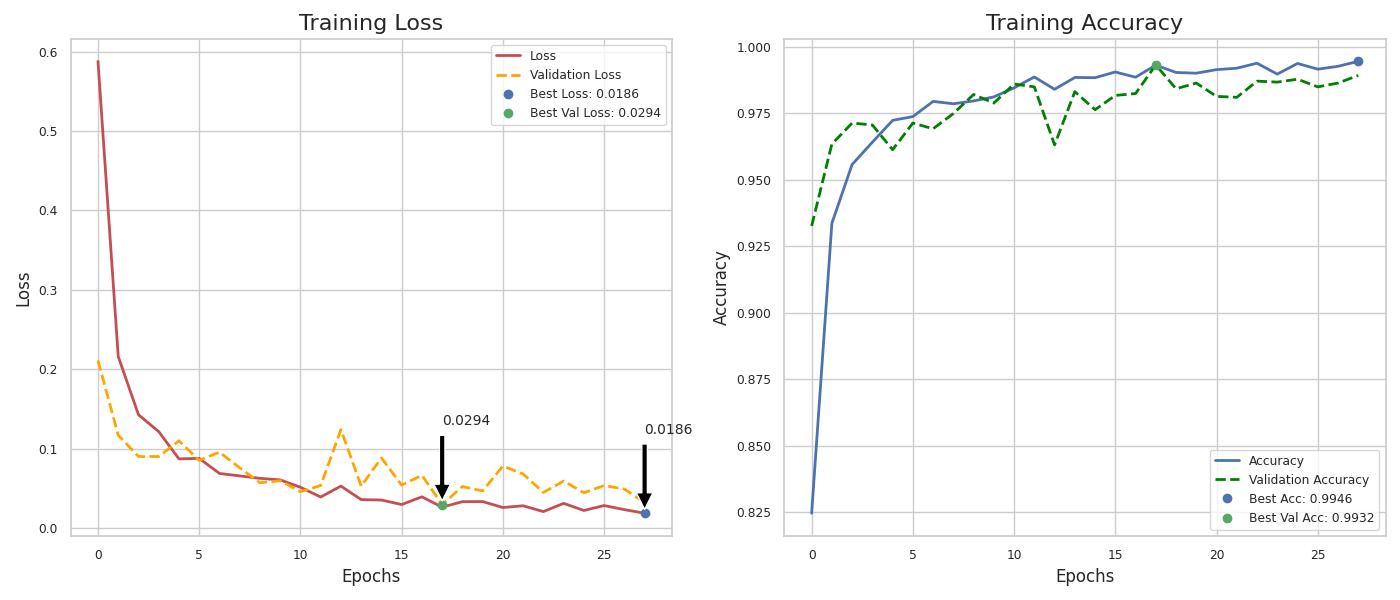 Training Loss
0.6
0.5
0.4
0.3
0.2
0.1
0.0
Loss
Loss
Validation Loss
Best Loss: 0.0186
Best Val Loss: 0.0294
0.0294
0.0186
0 5 10 15 20 25
Epochs
Training Accuracy
1.000
0.975
0.950
0.925
0.900
0.875
0.850
0.825
Accuracy
Accuracy
Validation Accuracy
Best Acc: 0.9946
Best Val Acc: 0.9932
0 5 10 15 20 25
Epochs